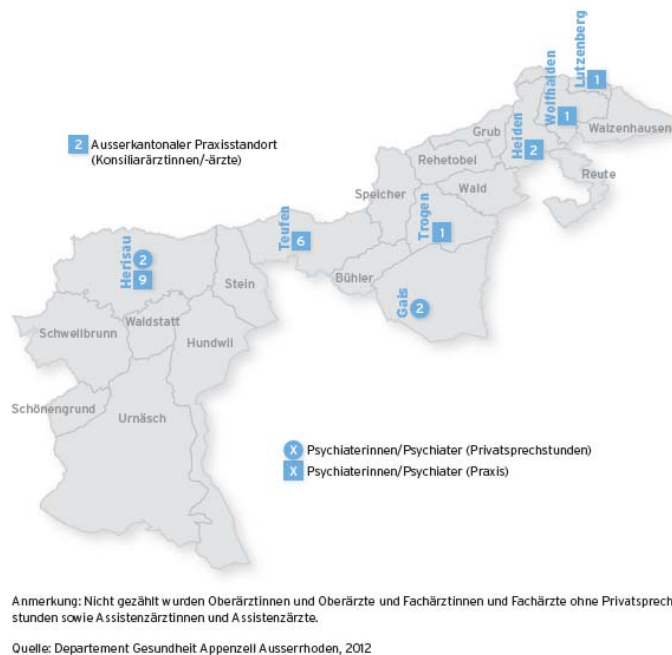 Lutzenberg
1
Wolfhalden
1
Walzenhausen
2 Ausserkantonaler Praxisstandort
(Konsiliarärztinnen/-ärzte)
Grub
Heiden
2
Rehetobel
Reute
Speicher
Wald
Teufen
6
Trogen
1
Herisau
2
9
Stein
Bühler
Gais
2
Waldstatt
Schwellbrunn
Hundwil
Schönengrund
Urnäsch
X Psychiaterinnen/Psychiater (Privatsprechstunden)
X Psychiaterinnen/Psychiater (Praxis)
Anmerkung: Nicht gezählt wurden Oberärztinnen und Oberärzte und Fachärztinnen und Fachärzte ohne Privatsprech
stunden sowie Assistenzärztinnen und Assistenzärzte.
Quelle: Departement Gesundheit Appenzell Ausserrhoden, 2012